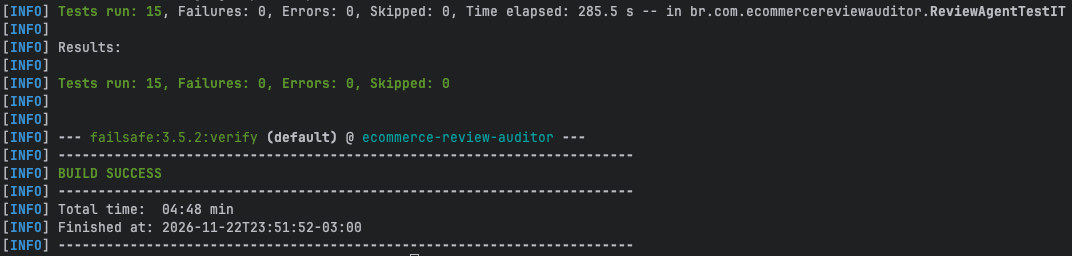 [INFO] Tests run: 15, Failures: 0, Errors: 0, Skipped: 0, Time elapsed: 285.5 s -- in br.com.ecommercereviewauditor.ReviewAgentTestIT
[INFO]
[INFO] Results:
[INFO]
[INFO] Tests run: 15, Failures: 0, Errors: 0, Skipped: 0
[INFO]
[INFO]
[INFO] --- failsafe:3.5.2:verify (default) @ ecommerce-review-auditor ---
[INFO] ------------------------------------------------------------------------
[INFO] BUILD SUCCESS
[INFO] ------------------------------------------------------------------------
[INFO] Total time:  04:48 min
[INFO] Finished at: 2026-11-22T23:51:52-03:00
[INFO] ------------------------------------------------------------------------